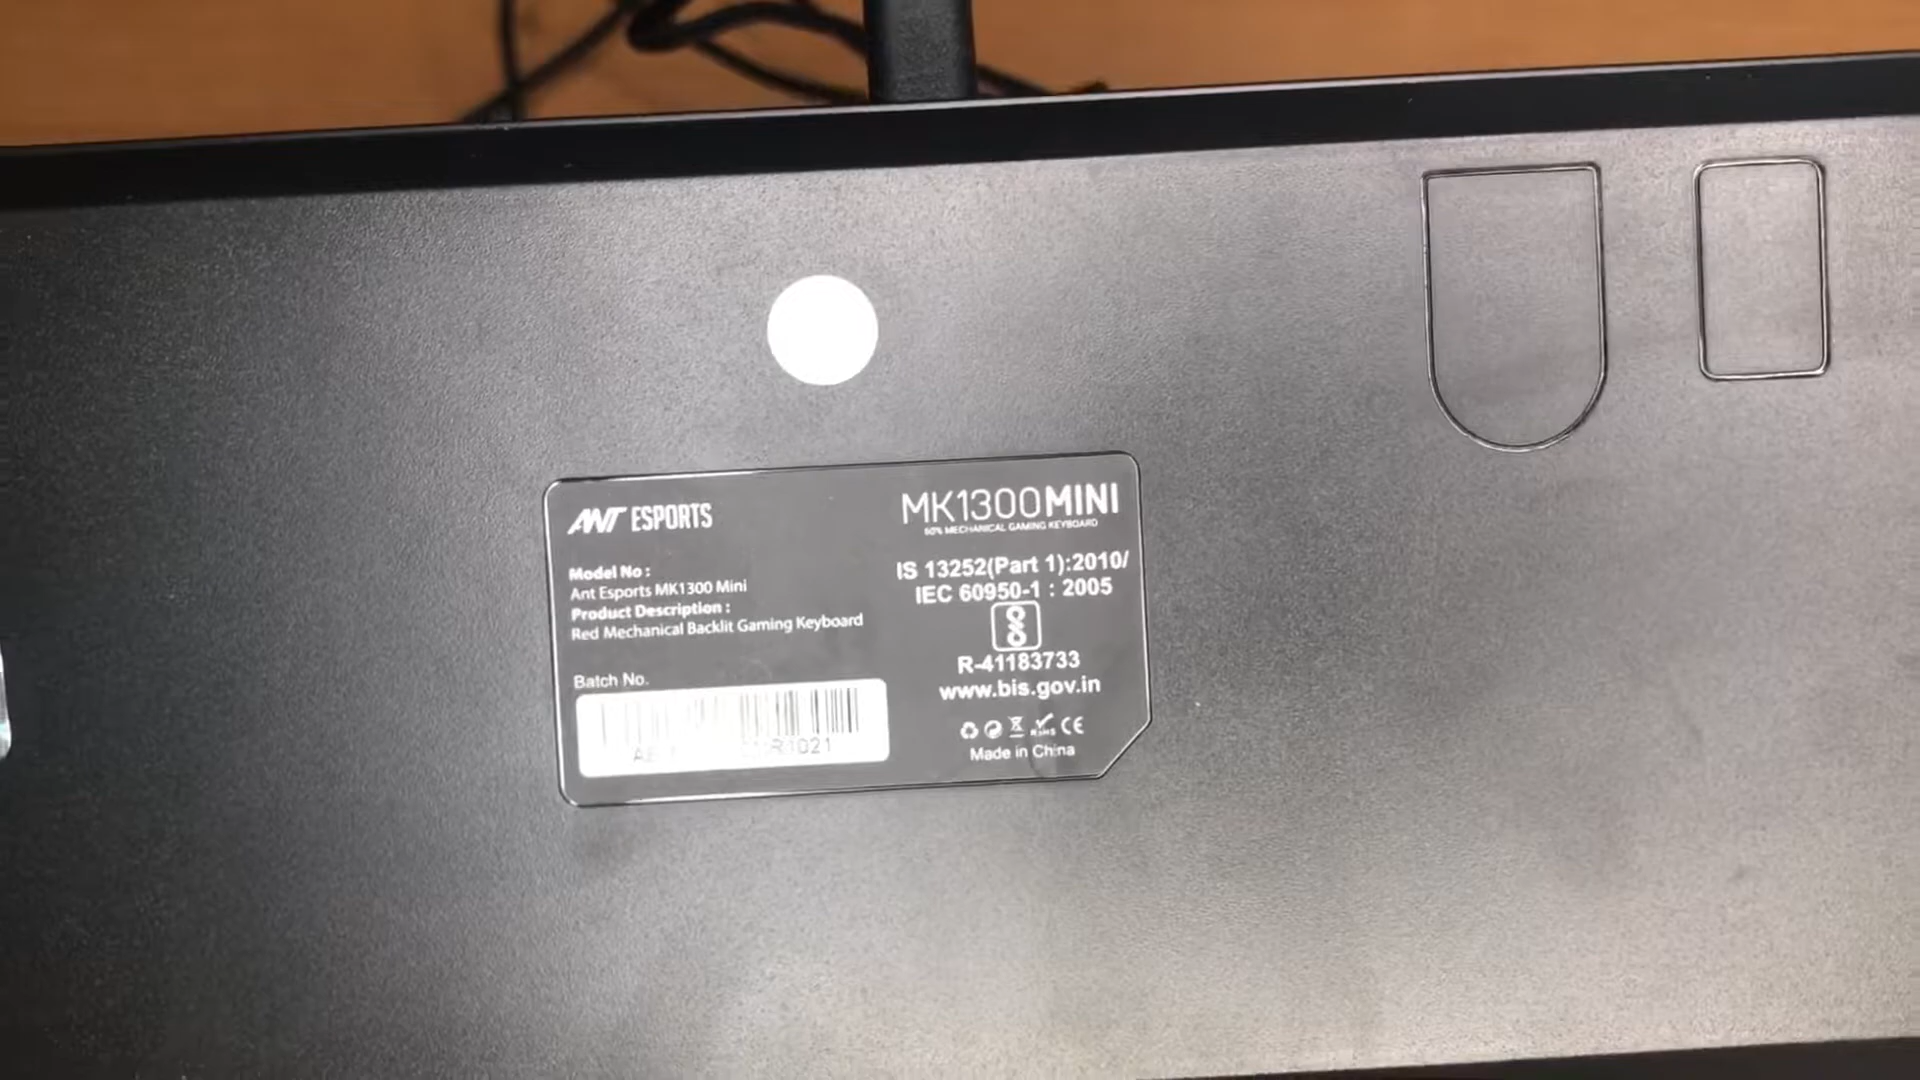 ANT ESPORTS
MK1300MINI
60% MECHANICAL GAMING KEYBOARD
Model No :
Ant Esports MK1300 Mini
Product Description :
Red Mechanical Backlit Gaming Keyboard
Batch No.
IS 13252(Part 1):2010/
IEC 60950-1 : 2005
R-41183733
www.bis.gov.in
RoHS CE
Made in China